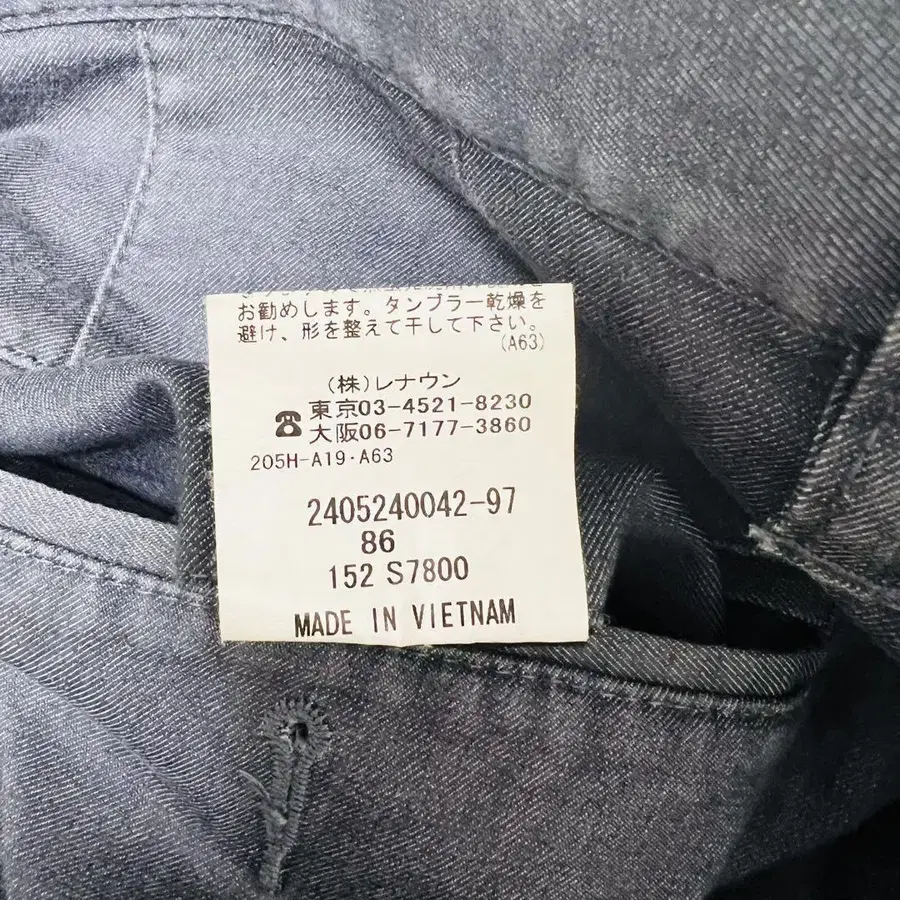 お勧めします。タンブラー乾燥を
避け、形を整えて干して下さい。
(A63)
(株)レナウン
☎ 東京03-4521-8230
大阪06-7177-3860
205H-A19・A63
2405240042-97
86
152 S7800
MADE IN VIETNAM